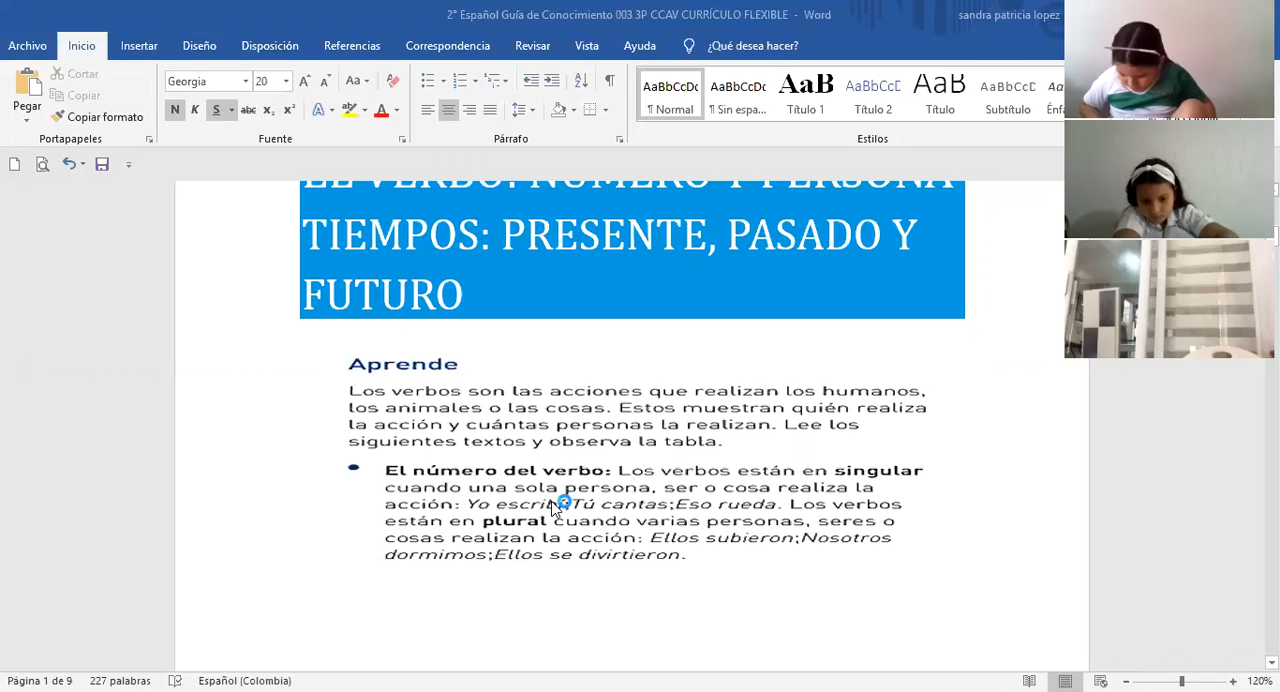 2° Español Guía de Conocimiento 003 3P CCAV CURRÍCULO FLEXIBLE - Word
sandra patricia lopez
Archivo Inicio Insertar Diseño Disposición Referencias Correspondencia Revisar Vista Ayuda ¿Qué desea hacer?
Pegar
Cortar
Copiar
Copiar formato
Portapapeles
Georgia 20
Fuente
Párrafo
AaBbCcDc AaBbCcDc AaB AaBbCcD AaB AaBbCcD
¶ Normal ¶ Sin espa... Título 1 Título 2 Título Subtítulo
Estilos
EL VERBO: NÚMERO Y PERSONA
TIEMPOS: PRESENTE, PASADO Y
FUTURO
Aprende
Los verbos son las acciones que realizan los humanos,
los animales o las cosas. Estos muestran quién realiza
la acción y cuántas personas la realizan. Lee los
siguientes textos y observa la tabla.
El número del verbo: Los verbos están en singular
cuando una sola persona, ser o cosa realiza la
acción: Yo escribo;Tú cantas;Eso rueda. Los verbos
están en plural cuando varias personas, seres o
cosas realizan la acción: Ellos subieron;Nosotros
dormimos;Ellos se divirtieron.
Página 1 de 9 227 palabras Español (Colombia) 120%